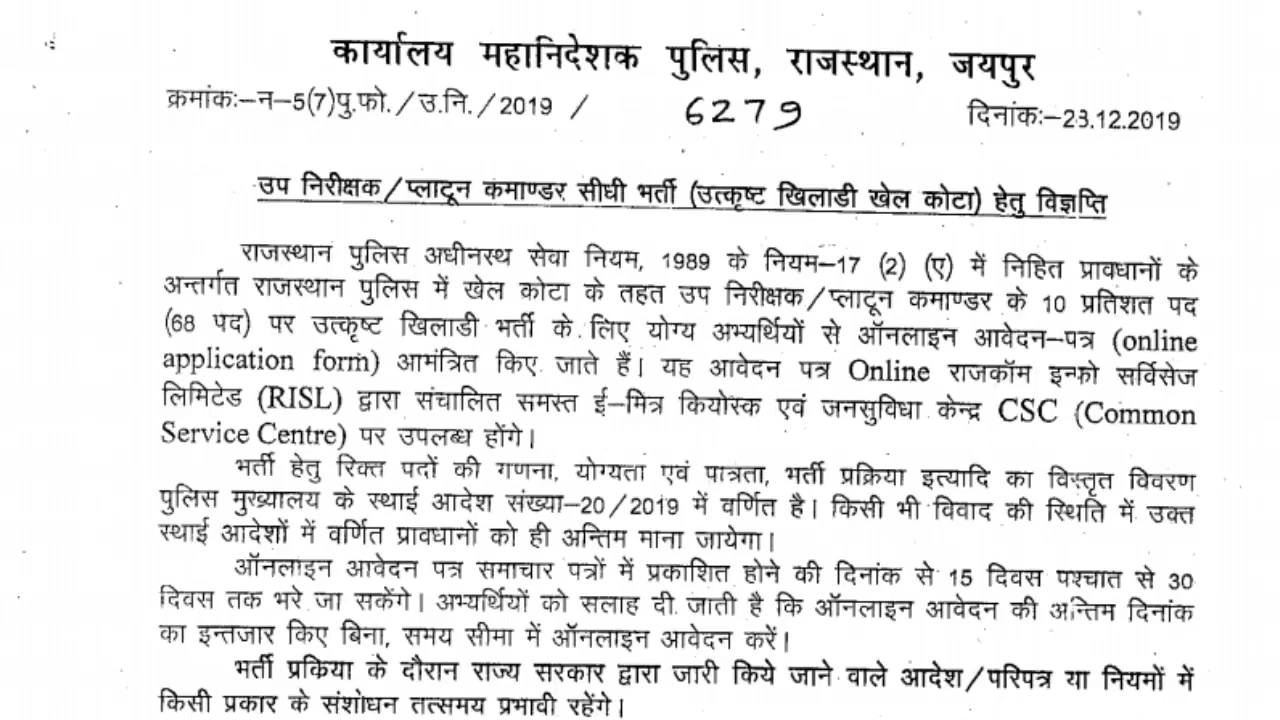 कार्यालय महानिदेशक पुलिस, राजस्थान, जयपुर
क्रमांकः–न–5(7)पु.फो./उ.नि./2019 / 6279 दिनांकः–23.12.2019
उप निरीक्षक/प्लाटून कमाण्डर सीधी भर्ती (उत्कृष्ट खिलाडी खेल कोटा) हेतु विज्ञप्ति
राजस्थान पुलिस अधीनस्थ सेवा नियम, 1989 के नियम–17 (2) (ए) में निहित प्रावधानों के
अन्तर्गत राजस्थान पुलिस में खेल कोटा के तहत उप निरीक्षक/प्लाटून कमाण्डर के 10 प्रतिशत पद
(68 पद) पर उत्कृष्ट खिलाडी भर्ती के लिए योग्य अभ्यर्थियों से ऑनलाइन आवेदन–पत्र (online
application form) आमंत्रित किए जाते हैं। यह आवेदन पत्र Online राजकॉम इन्फो सर्विसेज
लिमिटेड (RISL) द्वारा संचालित समस्त ई–मित्र कियोस्क एवं जनसुविधा केन्द्र CSC (Common
Service Centre) पर उपलब्ध होंगे।
भर्ती हेतु रिक्त पदों की गणना, योग्यता एवं पात्रता, भर्ती प्रक्रिया इत्यादि का विस्तृत विवरण
पुलिस मुख्यालय के स्थाई आदेश संख्या–20/2019 में वर्णित है। किसी भी विवाद की स्थिति में उक्त
स्थाई आदेशों में वर्णित प्रावधानों को ही अन्तिम माना जायेगा।
ऑनलाइन आवेदन पत्र समाचार पत्रों में प्रकाशित होने की दिनांक से 15 दिवस पश्चात से 30
दिवस तक भरे जा सकेंगे। अभ्यर्थियों को सलाह दी जाती है कि ऑनलाइन आवेदन की अन्तिम दिनांक
का इन्तजार किए बिना, समय सीमा में ऑनलाइन आवेदन करें।
भर्ती प्रकिया के दौरान राज्य सरकार द्वारा जारी किये जाने वाले आदेश/परिपत्र या नियमों में
किसी प्रकार के संशोधन तत्समय प्रभावी रहेंगे।